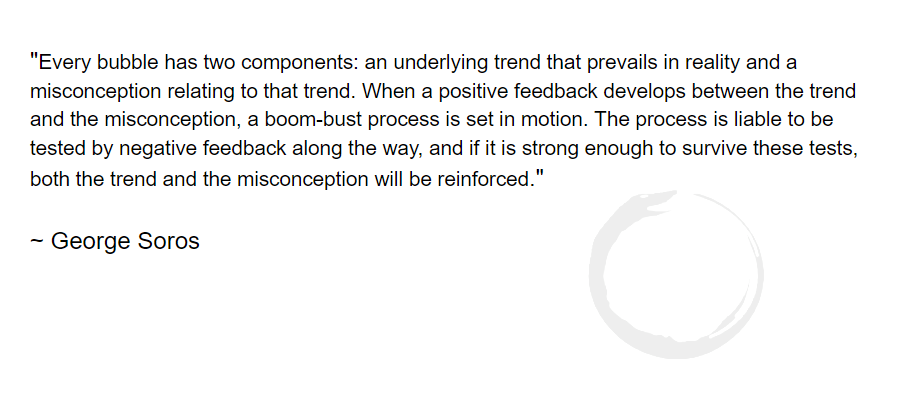 "Every bubble has two components: an underlying trend that prevails in reality and a
misconception relating to that trend. When a positive feedback develops between the trend
and the misconception, a boom-bust process is set in motion. The process is liable to be
tested by negative feedback along the way, and if it is strong enough to survive these tests,
both the trend and the misconception will be reinforced."
~ George Soros